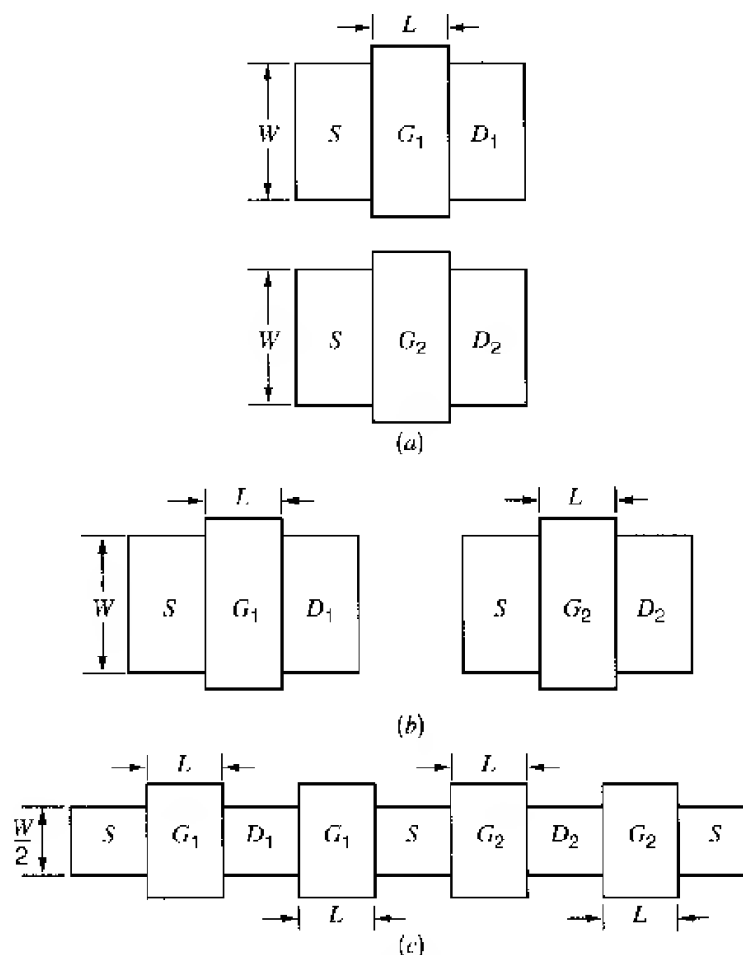 L
W S G₁ D₁
W S G₂ D₂
(a)
L L
W S G₁ D₁ S G₂ D₂
(b)
L L
W/2 S G₁ D₁ G₁ S G₂ D₂ G₂ S
L L
(c)